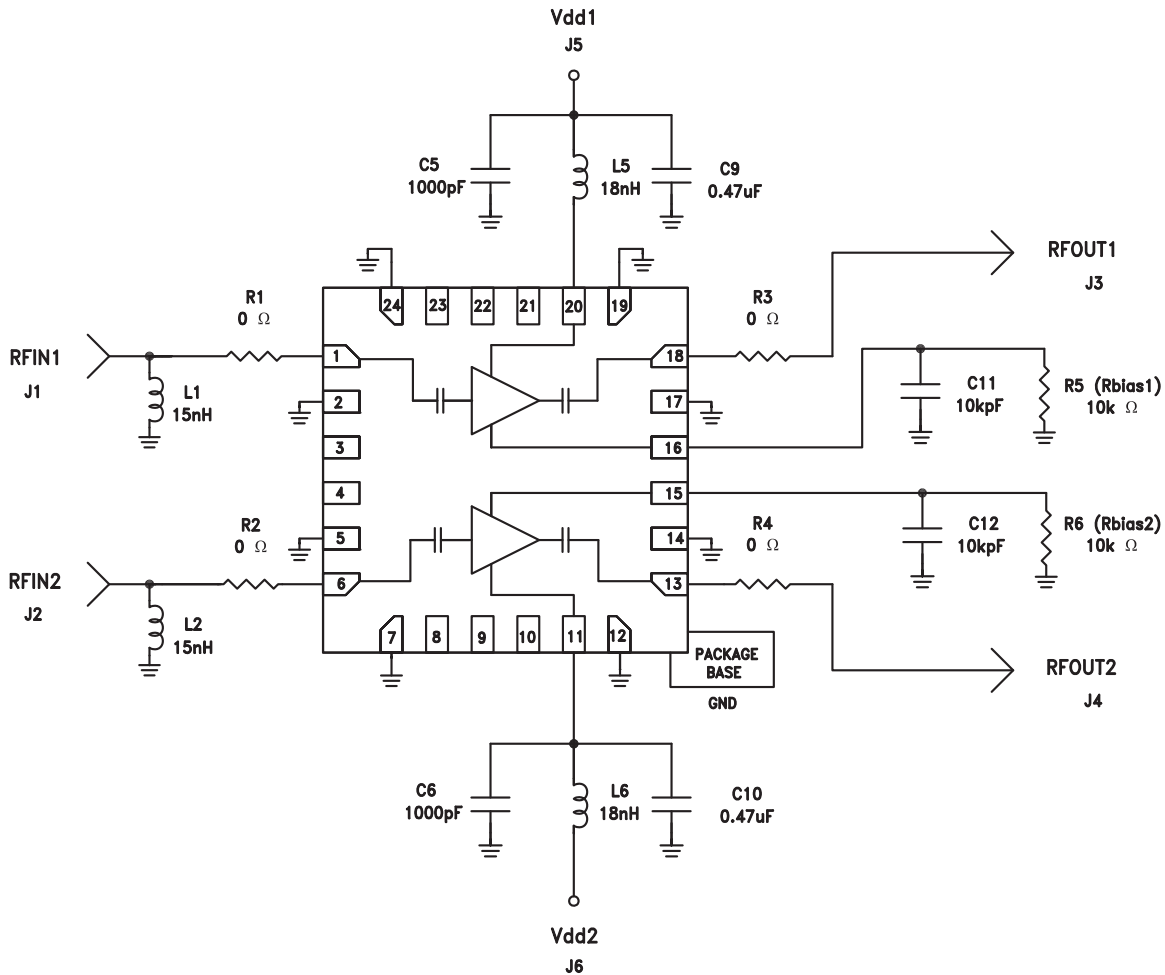 Vdd1
J5
C5
1000pF
L5
18nH
C9
0.47uF
RFOUT1
J3
R1
0 Ω
24
23
22
21
20
19
R3
0 Ω
RFIN1
J1
L1
15nH
1
18
2
17
3
16
C11
10kpF
R5 (Rbias1)
10k Ω
4
15
R2
0 Ω
5
14
R4
0 Ω
C12
10kpF
R6 (Rbias2)
10k Ω
RFIN2
J2
L2
15nH
6
13
7
8
9
10
11
12
PACKAGE
BASE
GND
RFOUT2
J4
C6
1000pF
L6
18nH
C10
0.47uF
Vdd2
J6